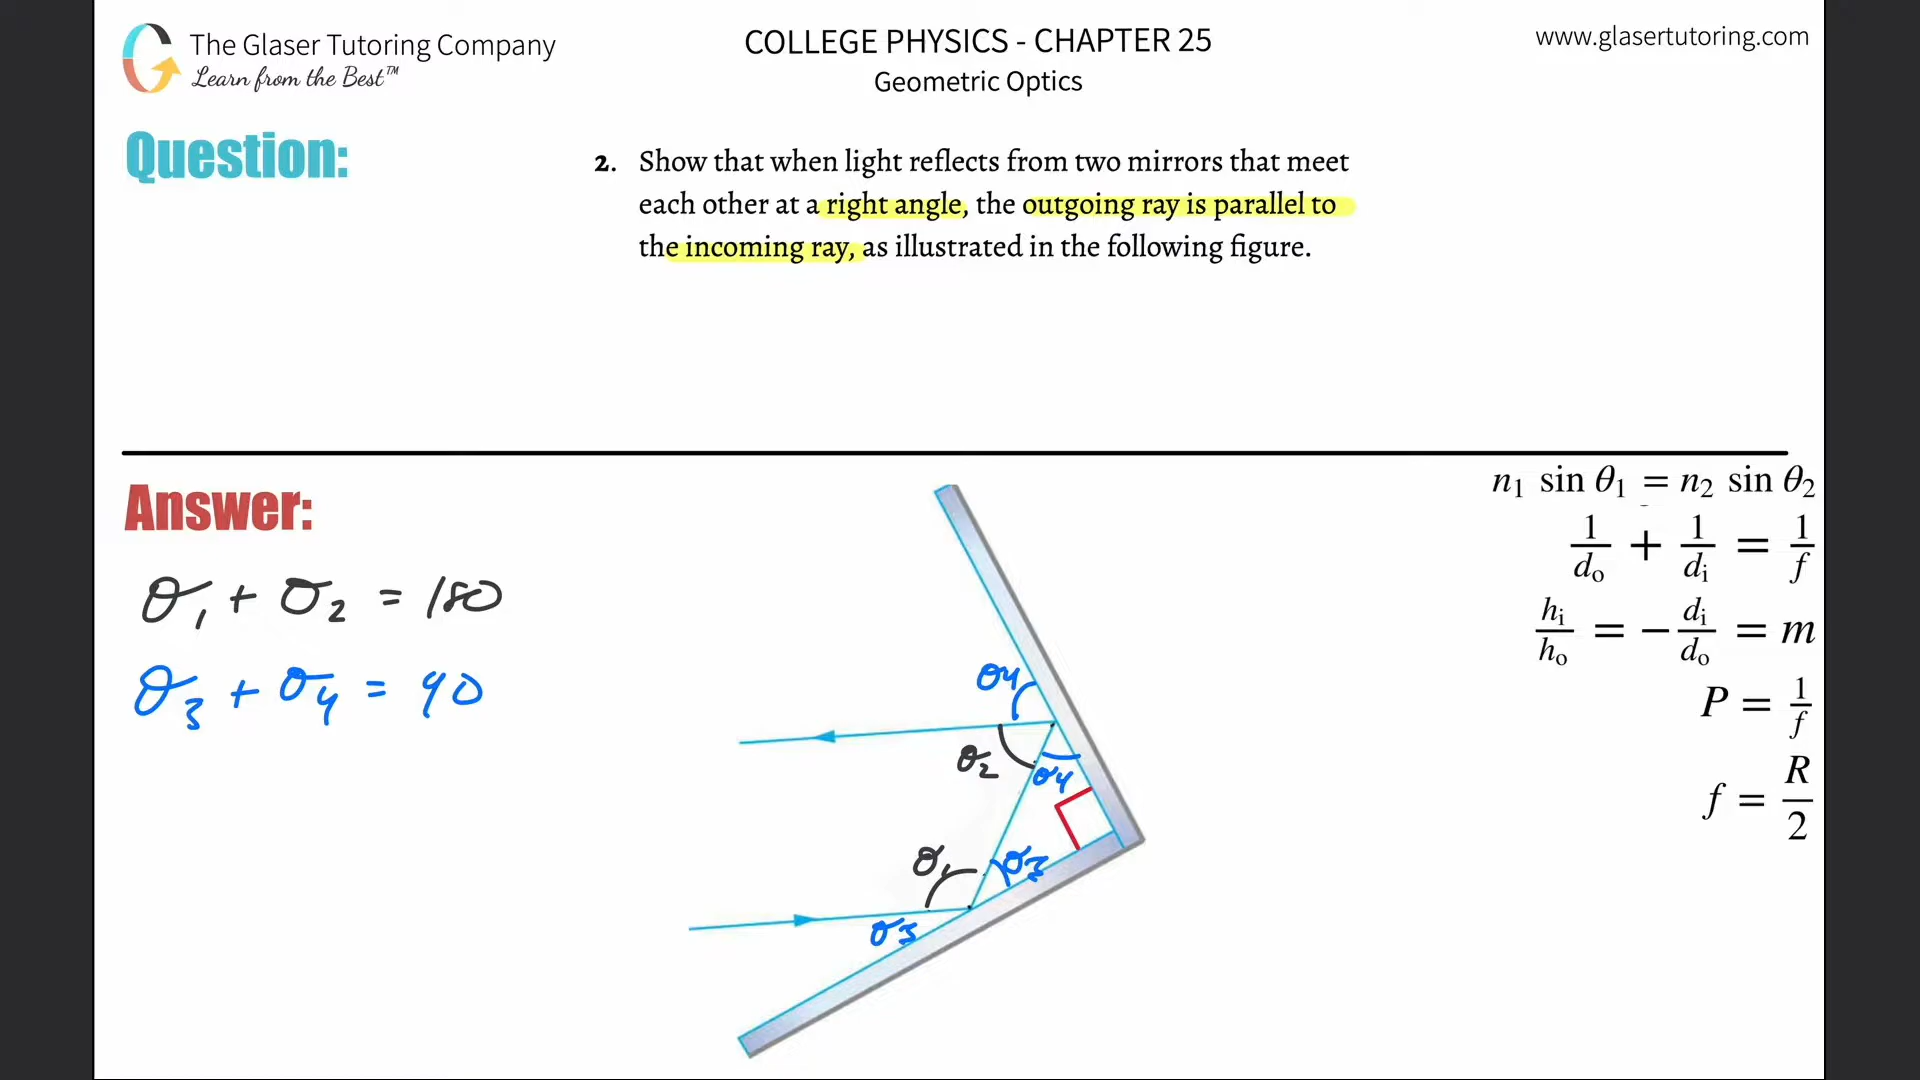 The Glaser Tutoring Company
Learn from the Best™
COLLEGE PHYSICS - CHAPTER 25
Geometric Optics
www.glasertutoring.com
Question:
2. Show that when light reflects from two mirrors that meet
each other at a right angle, the outgoing ray is parallel to
the incoming ray, as illustrated in the following figure.
Answer:
θ₁ + θ₂ = 180
θ₃ + θ₄ = 90
θ₄
θ₂
θ₄
θ₁
θ₃
θ₃
n₁ sin θ₁ = n₂ sin θ₂
1/dₒ + 1/dᵢ = 1/f
hᵢ/hₒ = − dᵢ/dₒ = m
P = 1/f
f = R/2